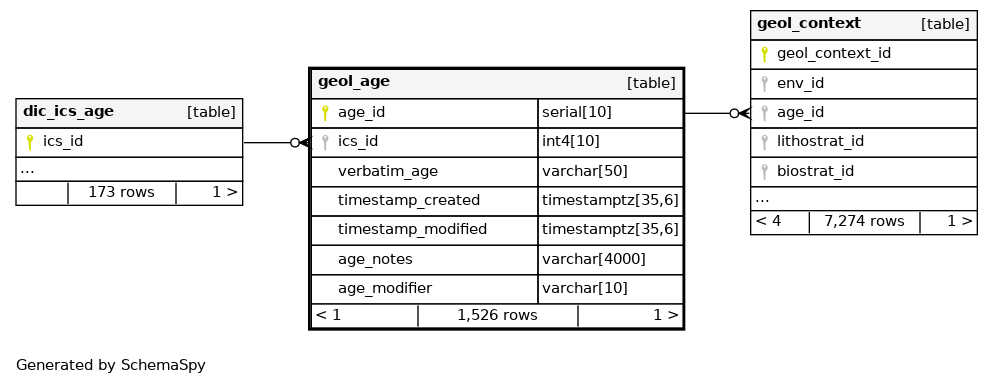 dic_ics_age [table]
ics_id
...
173 rows 1 >
geol_age [table]
age_id serial[10]
ics_id int4[10]
verbatim_age varchar[50]
timestamp_created timestamptz[35,6]
timestamp_modified timestamptz[35,6]
age_notes varchar[4000]
age_modifier varchar[10]
< 1 1,526 rows 1 >
geol_context [table]
geol_context_id
env_id
age_id
lithostrat_id
biostrat_id
...
< 4 7,274 rows 1 >
Generated by SchemaSpy